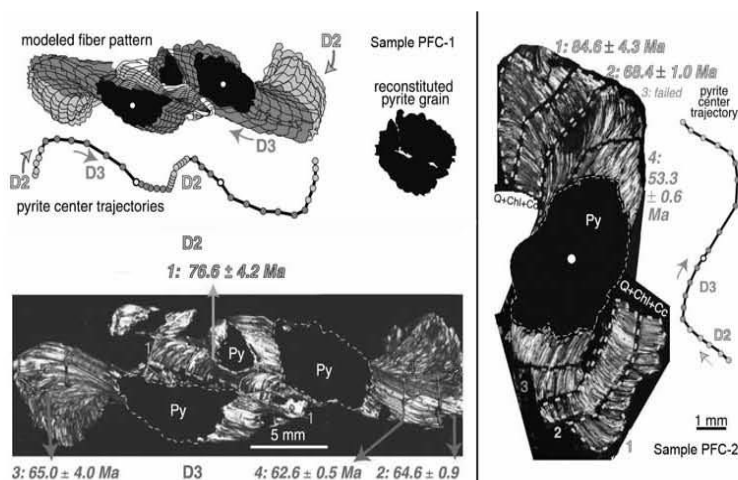 modeled fiber pattern
D2
Sample PFC-1
reconstituted
pyrite grain
D3
D2
D3
D2
pyrite center trajectories
D2
1: 76.6 ± 4.2 Ma
1
Py
Py
Py
1
5 mm
3: 65.0 ± 4.0 Ma
D3
4: 62.6 ± 0.5 Ma
2: 64.6 ± 0.9
1: 84.6 ± 4.3 Ma
2: 68.4 ± 1.0 Ma
3: failed
pyrite
center
trajectory
4:
53.3
± 0.6
Ma
Q+Chl+Cc
Py
Q+Chl+Cc
D3
D2
3
2
1
1 mm
Sample PFC-2